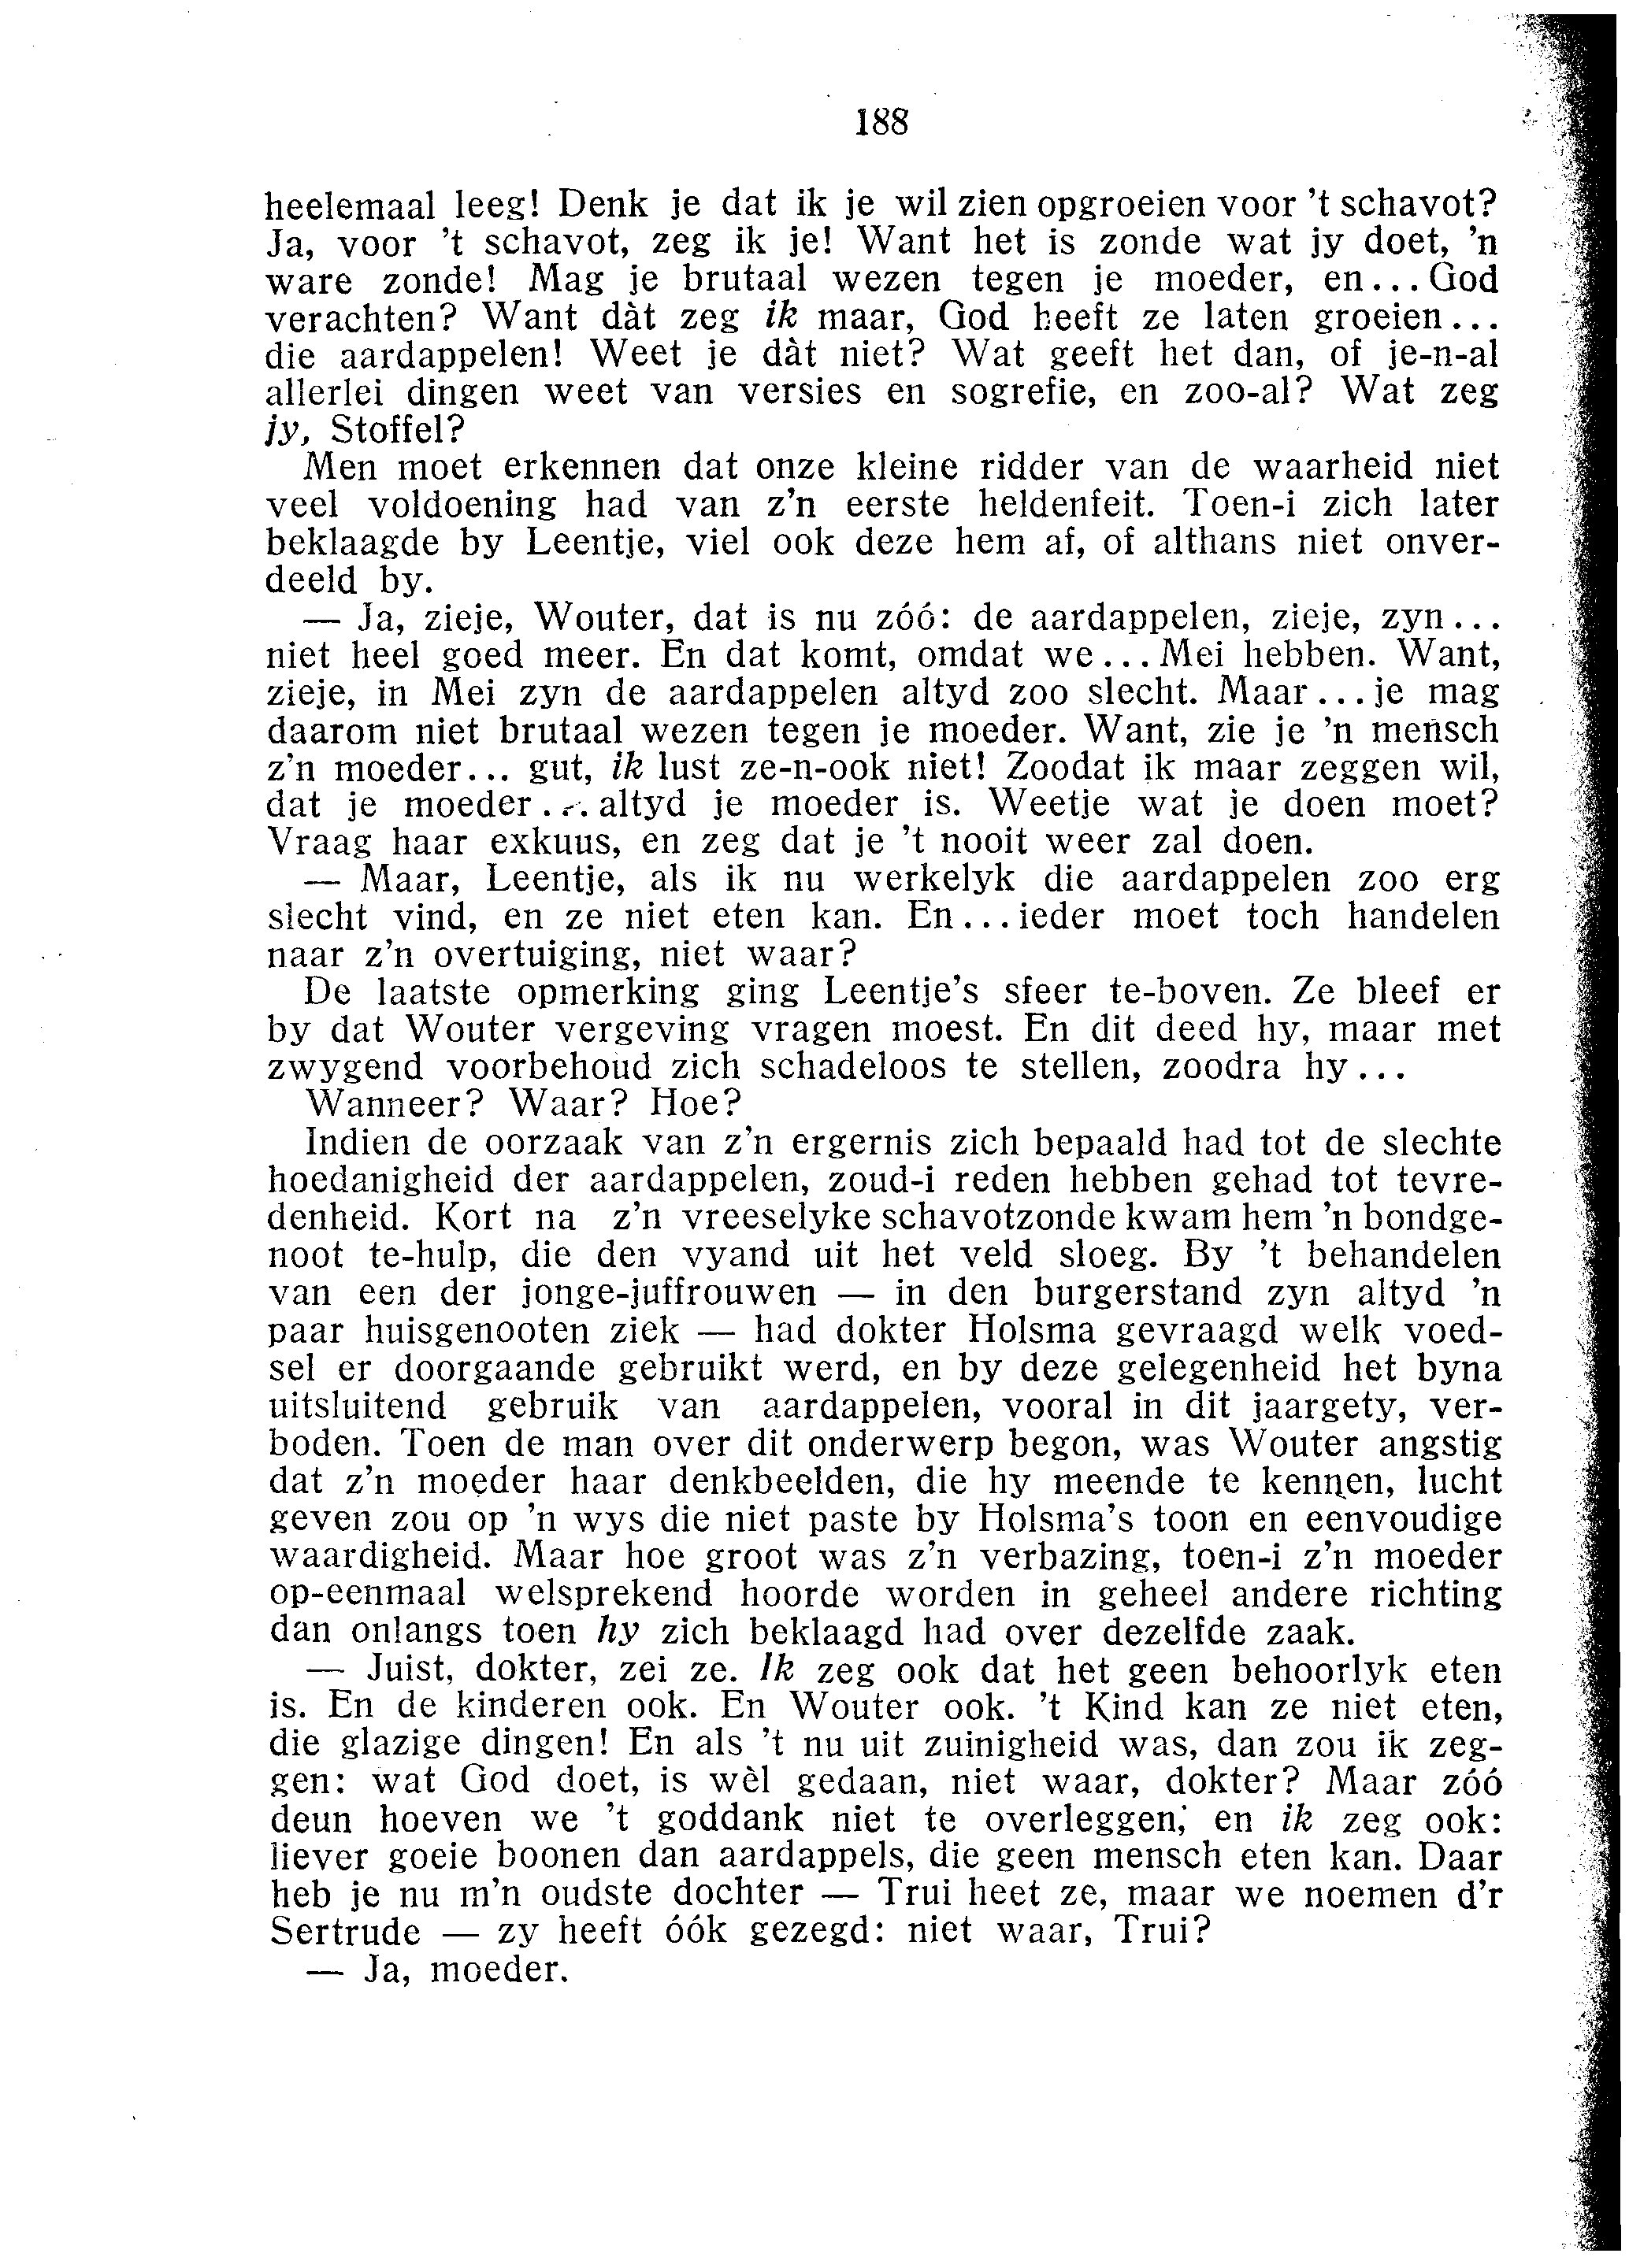 188
heelemaal leeg! Denk je dat ik je wil zien opgroeien voor 't schavot?
Ja, voor 't schavot, zeg ik je! Want het is zonde wat jy doet, 'n
ware zonde! Mag je brutaal wezen tegen je moeder, en... God
verachten? Want dàt zeg ik maar, God heeft ze laten groeien...
die aardappelen! Weet je dàt niet? Wat geeft het dan, of je-n-al
allerlei dingen weet van versies en sogrefie, en zoo-al? Wat zeg
jy, Stoffel?
Men moet erkennen dat onze kleine ridder van de waarheid niet
veel voldoening had van z'n eerste heldenfeit. Toen-i zich later
beklaagde by Leentje, viel ook deze hem af, of althans niet onver-
deeld by.
— Ja, zieje, Wouter, dat is nu zóó: de aardappelen, zieje, zyn...
niet heel goed meer. En dat komt, omdat we... Mei hebben. Want,
zieje, in Mei zyn de aardappelen altyd zoo slecht. Maar... je mag
daarom niet brutaal wezen tegen je moeder. Want, zie je 'n mensch
z'n moeder... gut, ik lust ze-n-ook niet! Zoodat ik maar zeggen wil,
dat je moeder... altyd je moeder is. Weetje wat je doen moet?
Vraag haar exkuus, en zeg dat je 't nooit weer zal doen.
— Maar, Leentje, als ik nu werkelyk die aardappelen zoo erg
slecht vind, en ze niet eten kan. En... ieder moet toch handelen
naar z'n overtuiging, niet waar?
De laatste opmerking ging Leentje's sfeer te-boven. Ze bleef er
by dat Wouter vergeving vragen moest. En dit deed hy, maar met
zwygend voorbehoud zich schadeloos te stellen, zoodra hy...
Wanneer? Waar? Hoe?
Indien de oorzaak van z'n ergernis zich bepaald had tot de slechte
hoedanigheid der aardappelen, zoud-i reden hebben gehad tot tevre-
denheid. Kort na z'n vreeselyke schavotzonde kwam hem 'n bondge-
noot te-hulp, die den vyand uit het veld sloeg. By 't behandelen
van een der jonge-juffrouwen — in den burgerstand zyn altyd 'n
paar huisgenooten ziek — had dokter Holsma gevraagd welk voed-
sel er doorgaande gebruikt werd, en by deze gelegenheid het byna
uitsluitend gebruik van aardappelen, vooral in dit jaargety, ver-
boden. Toen de man over dit onderwerp begon, was Wouter angstig
dat z'n moeder haar denkbeelden, die hy meende te kennen, lucht
geven zou op 'n wys die niet paste by Holsma's toon en eenvoudige
waardigheid. Maar hoe groot was z'n verbazing, toen-i z'n moeder
op-eenmaal welsprekend hoorde worden in geheel andere richting
dan onlangs toen hy zich beklaagd had over dezelfde zaak.
— Juist, dokter, zei ze. Ik zeg ook dat het geen behoorlyk eten
is. En de kinderen ook. En Wouter ook. 't Kind kan ze niet eten,
die glazige dingen! En als 't nu uit zuinigheid was, dan zou ik zeg-
gen: wat God doet, is wèl gedaan, niet waar, dokter? Maar zóó
deun hoeven we 't goddank niet te overleggen; en ik zeg ook:
liever goeie boonen dan aardappels, die geen mensch eten kan. Daar
heb je nu m'n oudste dochter — Trui heet ze, maar we noemen d'r
Sertrude — zy heeft óók gezegd: niet waar, Trui?
— Ja, moeder.